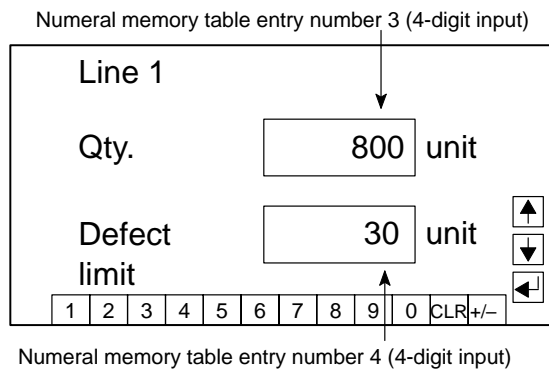 Numeral memory table entry number 3 (4-digit input)
Line 1
Qty. 800 unit
Defect 30 unit
limit
1 2 3 4 5 6 7 8 9 0 CLR +/–
Numeral memory table entry number 4 (4-digit input)